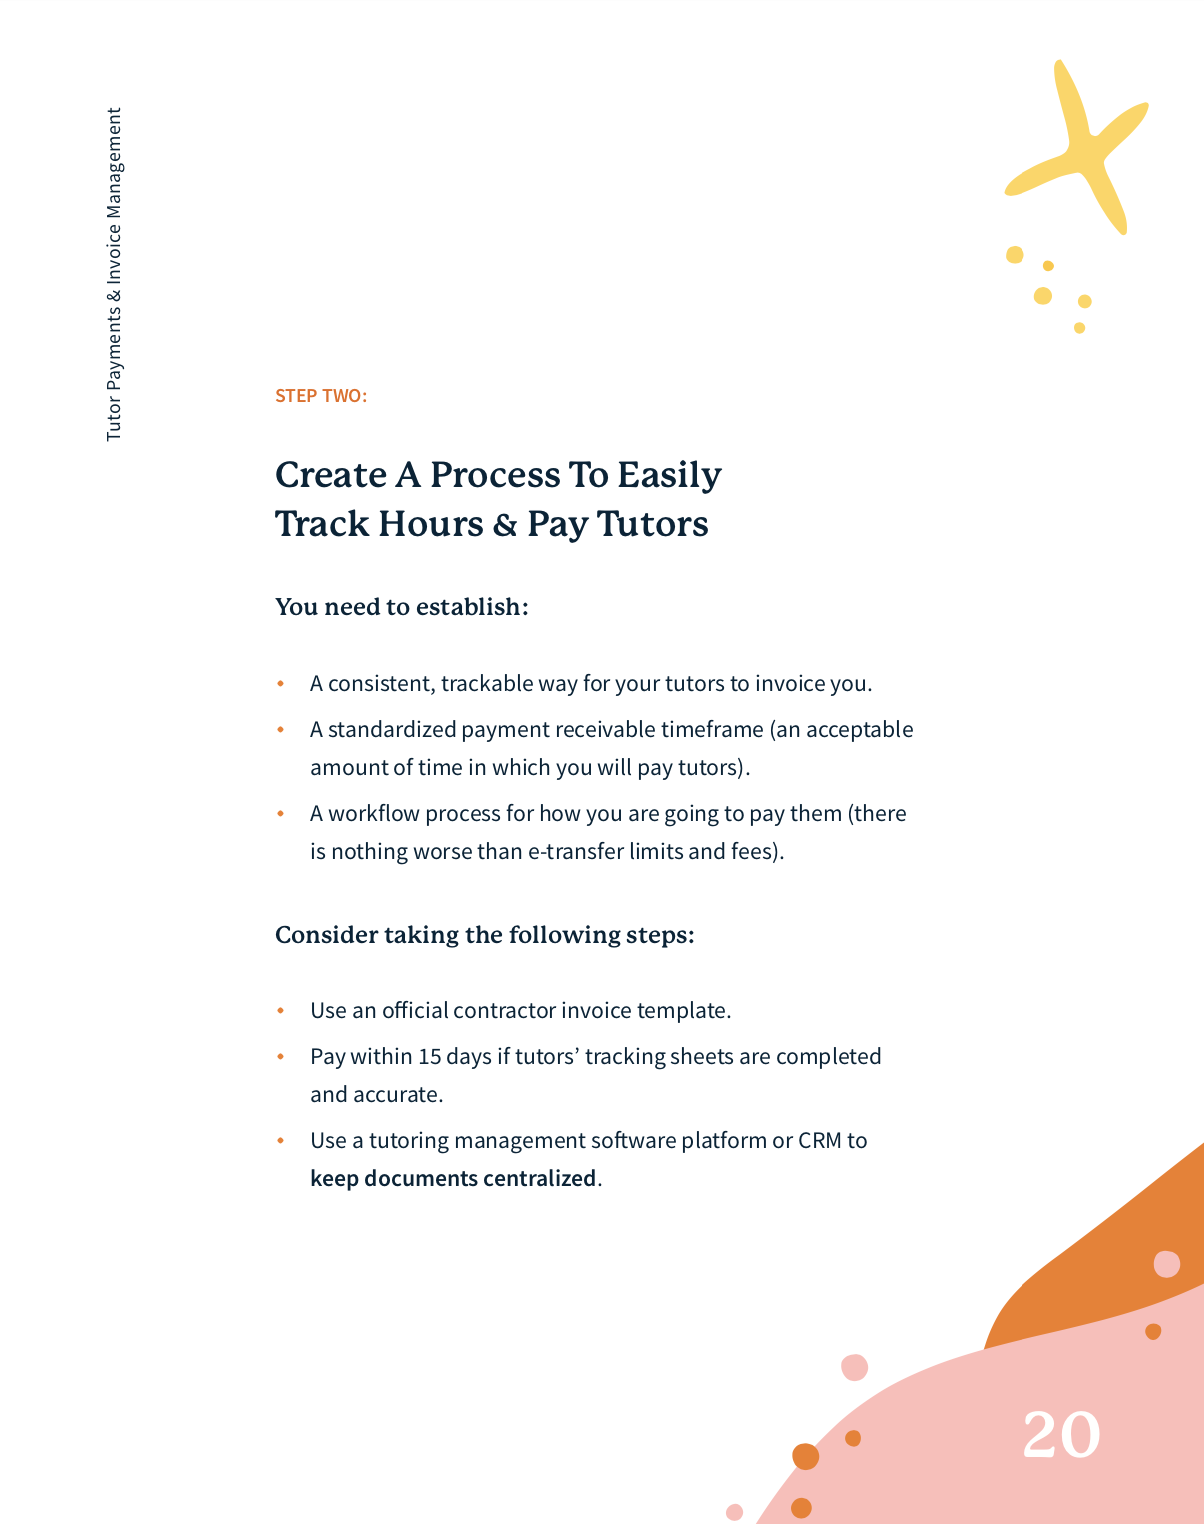 Tutor Payments & Invoice Management
STEP TWO:
Create A Process To Easily
Track Hours & Pay Tutors
You need to establish:
• A consistent, trackable way for your tutors to invoice you.
• A standardized payment receivable timeframe (an acceptable
amount of time in which you will pay tutors).
• A workflow process for how you are going to pay them (there
is nothing worse than e-transfer limits and fees).
Consider taking the following steps:
• Use an official contractor invoice template.
• Pay within 15 days if tutors’ tracking sheets are completed
and accurate.
• Use a tutoring management software platform or CRM to
keep documents centralized.
20